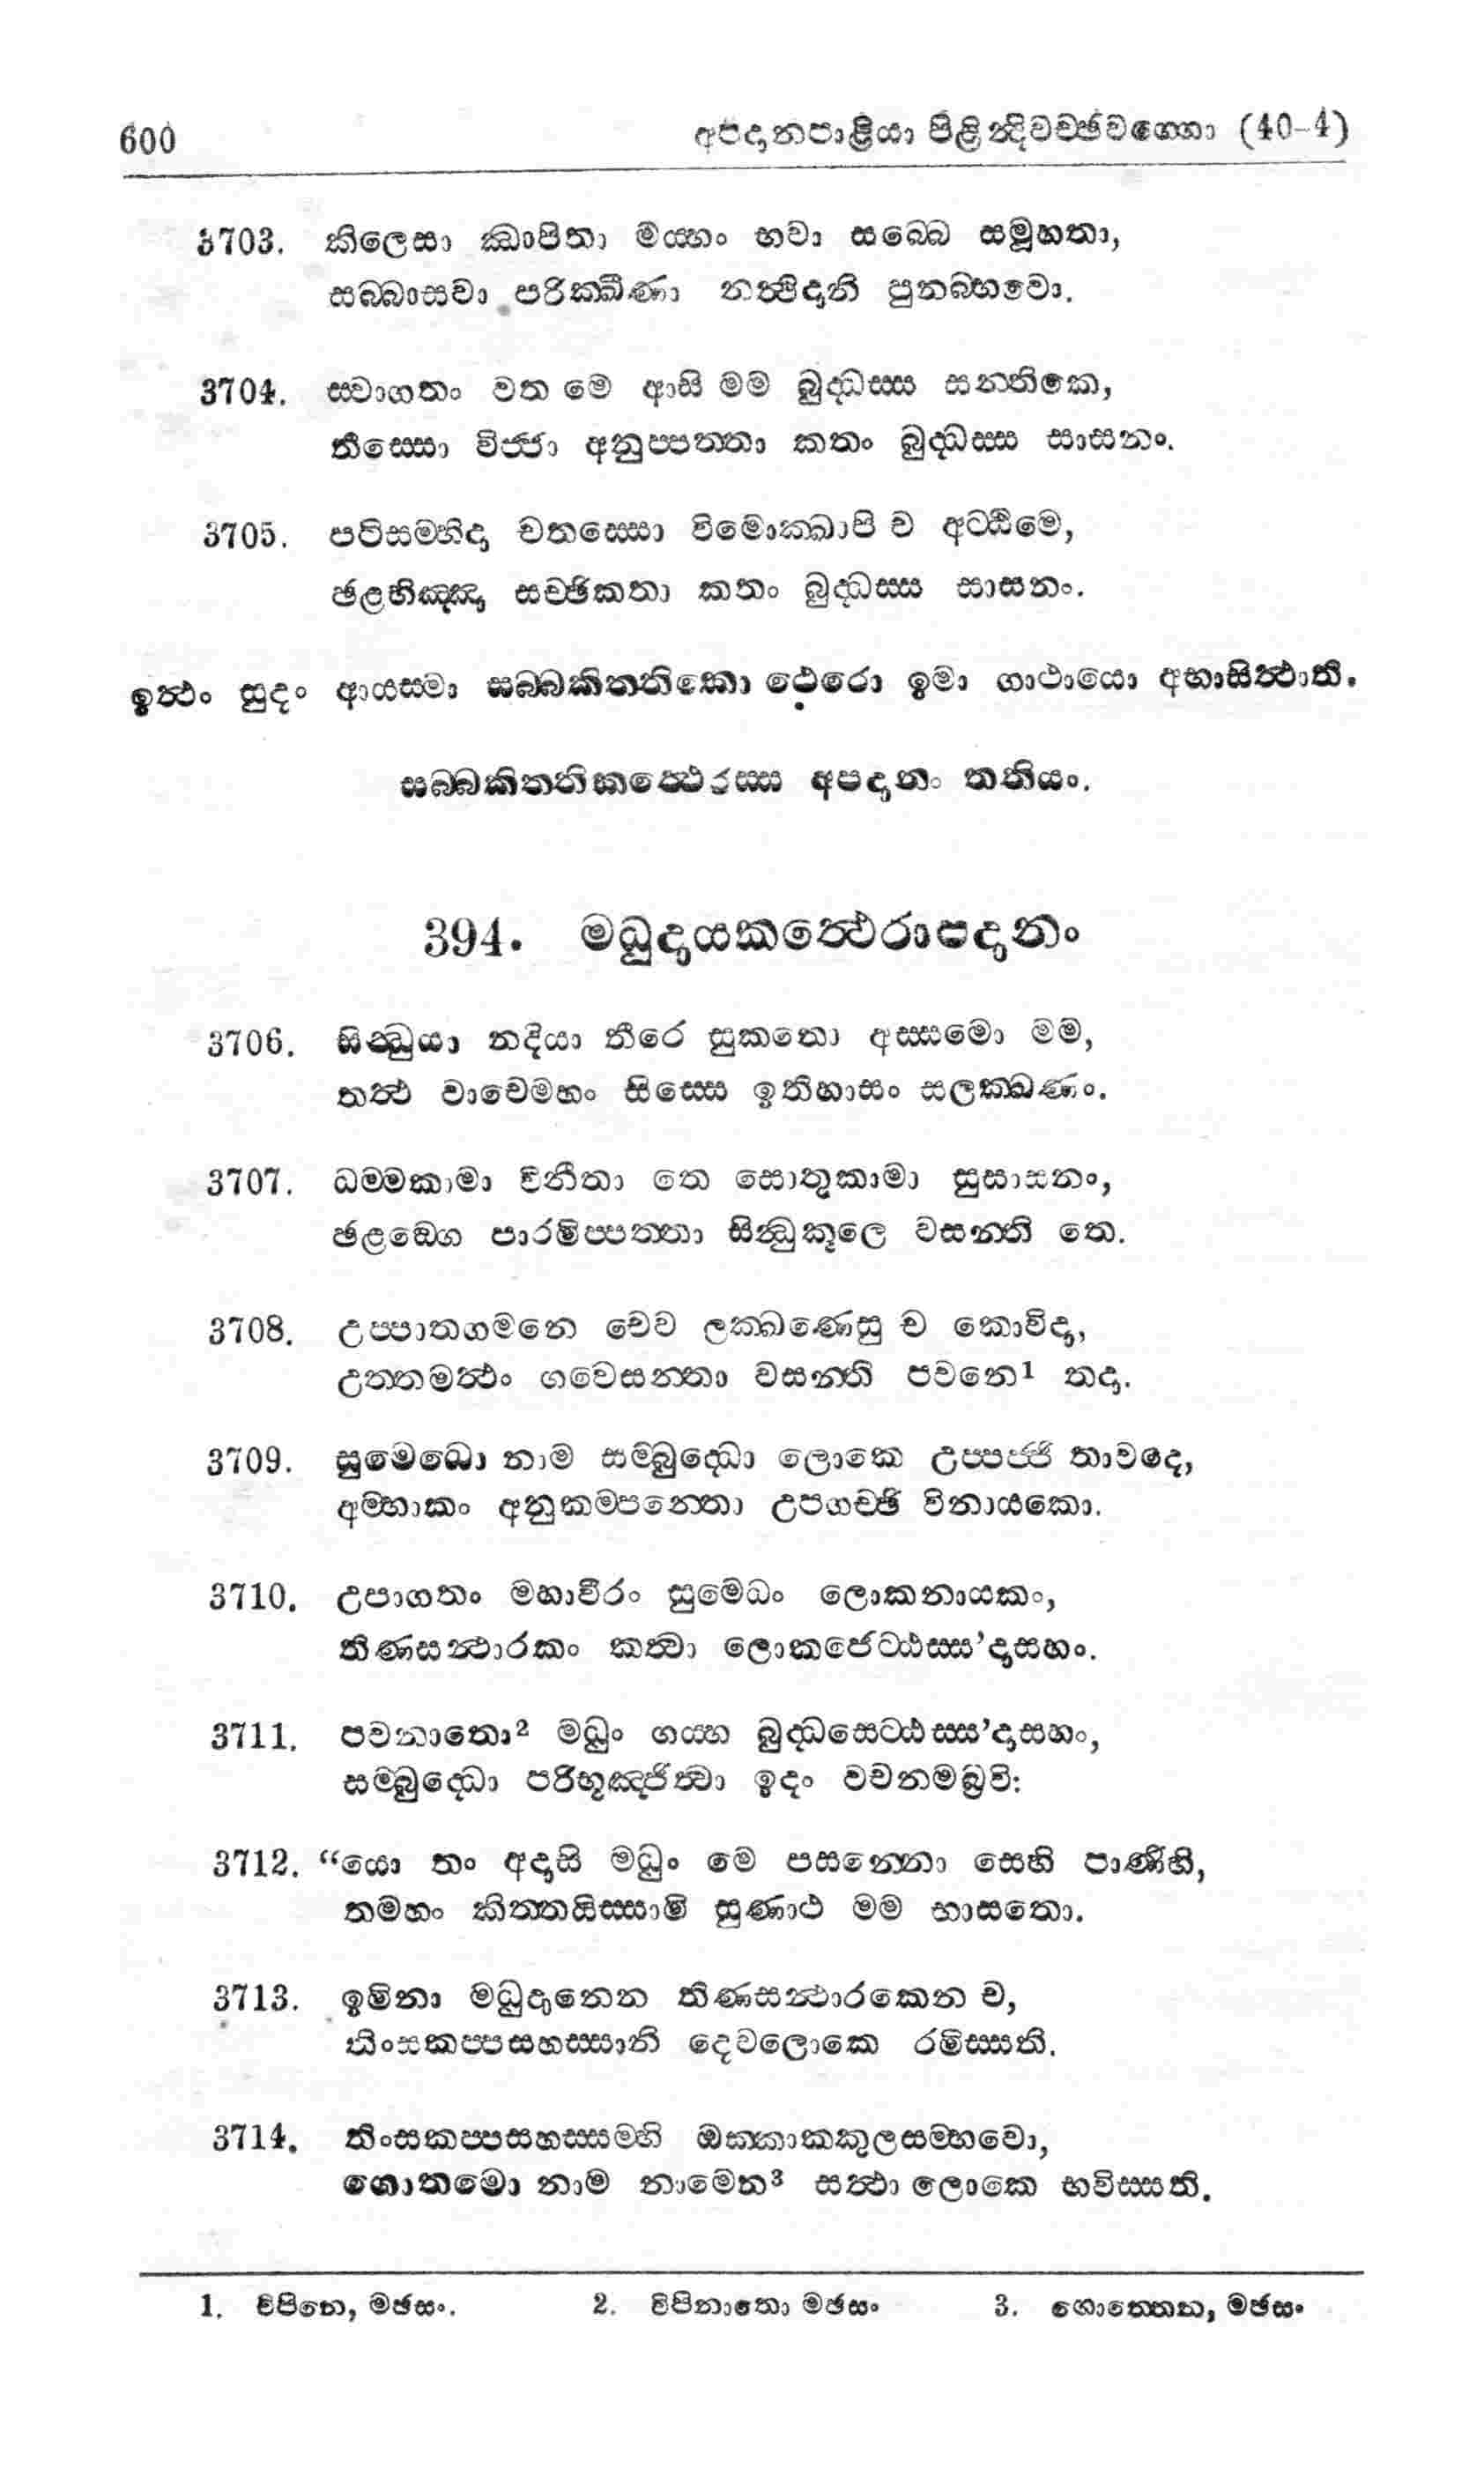 600 අපදානපාළියා පිළින්දිවච්ඡවග්ගො (40-4)
3703. කිලෙසා ඣාපිතා මය්හං භවා සබ්බෙ සමූහතා,
සබ්බාසවා පරික්ඛීණා නත්ථිදානි පුනබ්භවො.
3704. ස්වාගතං වත මෙ ආසි මම බුද්ධස්ස සන්තිකෙ,
තිස්සො විජ්ජා අනුප්පත්තා කතං බුද්ධස්ස සාසනං.
3705. පටිසම්භිදා චතස්සො විමොක්ඛාපි ච අට්ඨිමෙ,
ඡළභිඤ්ඤා සච්ඡිකතා කතං බුද්ධස්ස සාසනං.
ඉත්ථං සුදං ආයස්මා සබ්බකිත්තිකො ථෙරො ඉමා ගාථායො අභාසිත්ථාති.
සබ්බකිත්තිකත්ථෙරස්ස අපදානං තතියං.
394. මධුදායකත්ථෙරාපදානං
3706. සින්ධුයා නදියා තීරෙ සුකතො අස්සමො මම,
තත්ථ වාචෙමහං සිස්සෙ ඉතිහාසං සලක්ඛණං.
3707. ධම්මකාමා විනීතා තෙ සොතුකාමා සුසාසනං,
ඡළඞ්ගෙ පාරමිප්පත්තා සින්ධුකූලෙ වසන්ති තෙ.
3708. උප්පාතගමනෙ චෙව ලක්ඛණෙසු ච කොවිදා,
උත්තමත්ථං ගවෙසන්තා වසන්ති පවනෙ1 තදා.
3709. සුමෙධො නාම සම්බුද්ධො ලොකෙ උප්පජ්ජි තාවදෙ,
අම්හාකං අනුකම්පන්තො උපගච්ඡි විනායකො.
3710. උපාගතං මහාවීරං සුමෙධං ලොකනායකං,
තිණසන්ථාරකං කත්වා ලොකජෙට්ඨස්ස'දාසහං.
3711. පවනාතො2 මධුං ගය්හ බුද්ධසෙට්ඨස්ස'දාසහං,
සම්බුද්ධො පරිභූඤ්ජිත්වා ඉදං වචනමබ්‍රවි:
3712. “යො තං අදාසි මධුං මෙ පසන්නො සෙහි පාණිහි,
තමහං කිත්තයිස්සාමි සුණාථ මම භාසතො.
3713. ඉමිනා මධුදානෙන තිණසන්ථාරකෙන ච,
තිංසකප්පසහස්සානි දෙවලොකෙ රමිස්සති.
3714. තිංසකප්පසහස්සම්හි ඔක්කාකකුලසම්භවො,
ගොතමො නාම නාමෙන3 සත්ථා ලොකෙ භවිස්සති.
1. විපිනෙ, මඡසං. 2. විපිනාතො මඡසං 3. ගොත්තෙන, මඡසං